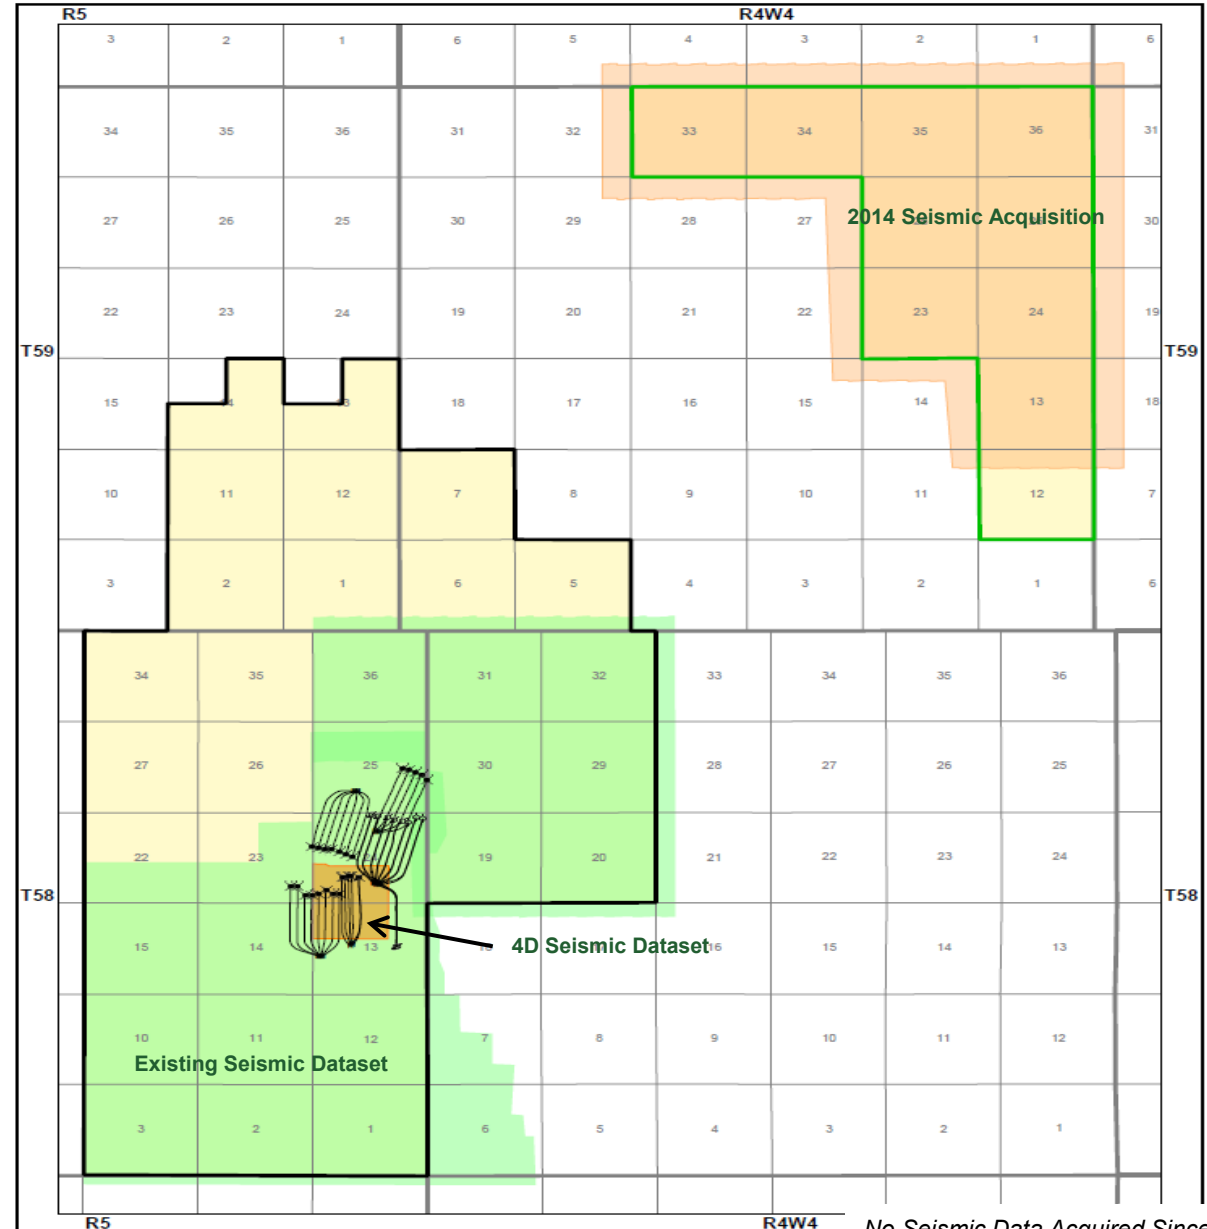 R5 R4W4
3 2 1 6 5 4 3 2 1 6
34 35 36 31 32 33 34 35 36 31
27 26 25 30 29 28 27 30
2014 Seismic Acquisition
22 23 24 19 20 21 22 23 24 19
T59 T59
15 18 17 16 15 14 13 18
10 11 12 7 8 9 10 11 12 7
3 2 1 6 5 4 3 2 1 6
34 35 36 31 32 33 34 35 36
27 26 25 30 29 28 27 26 25
22 23 19 20 21 22 23 24
T58 T58
15 14 13 16 15 14 13
4D Seismic Dataset
10 11 12 7 8 9 10 11 12
Existing Seismic Dataset
3 2 1 6 5 4 3 2 1
R5 R4W4
No Seismic Data Acquired Since